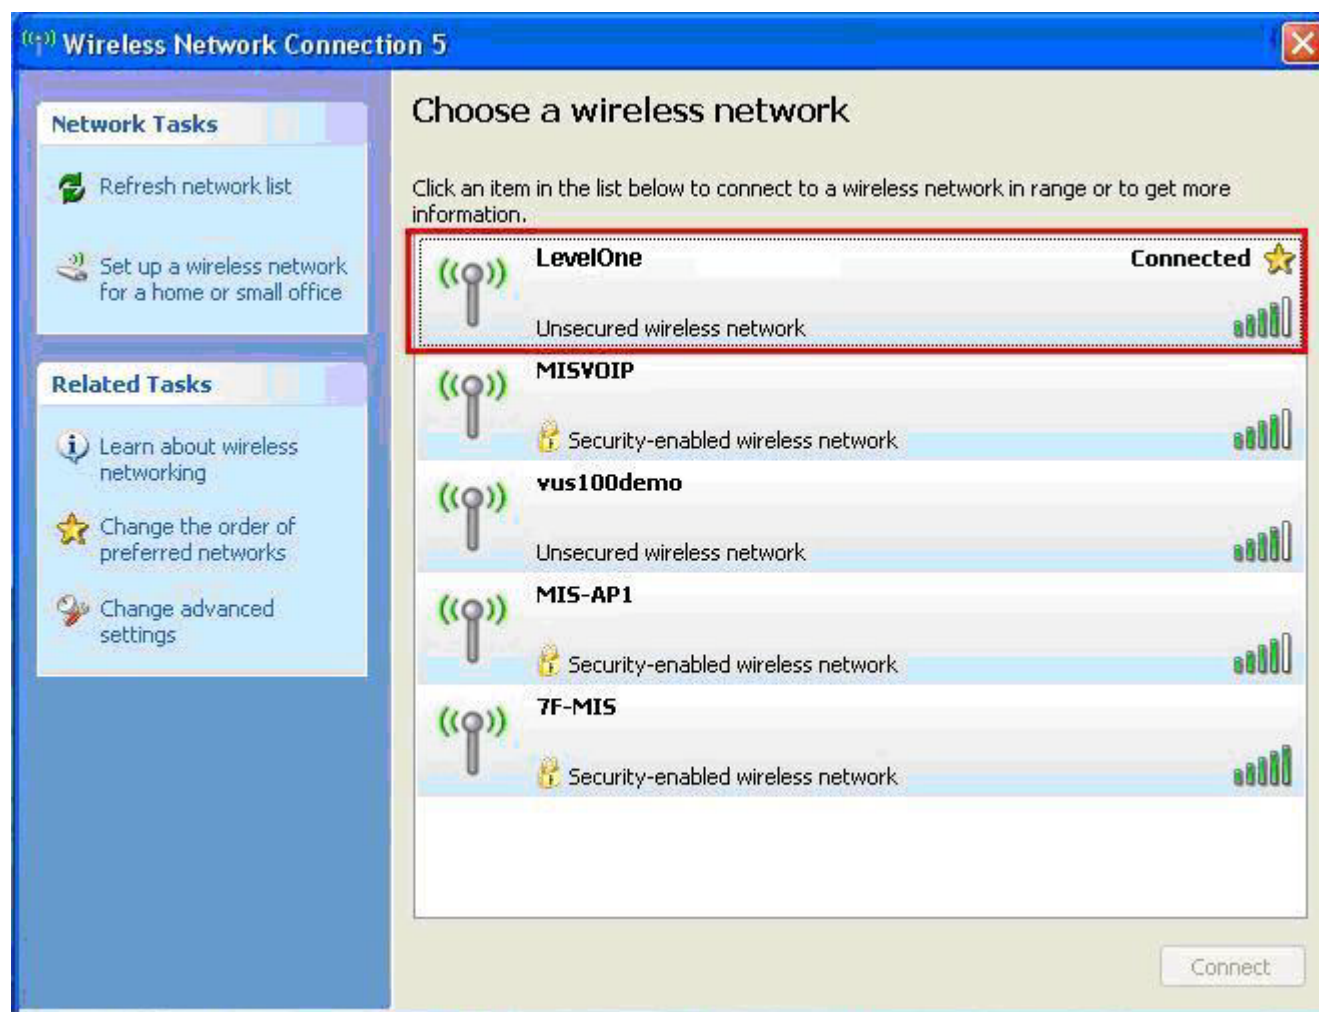 Wireless Network Connection 5
Network Tasks
Refresh network list
Set up a wireless network
for a home or small office
Related Tasks
Learn about wireless
networking
Change the order of
preferred networks
Change advanced
settings
Choose a wireless network
Click an item in the list below to connect to a wireless network in range or to get more
information.
LevelOne Connected
Unsecured wireless network
MISVOIP
Security-enabled wireless network
vus100demo
Unsecured wireless network
MIS-AP1
Security-enabled wireless network
7F-MIS
Security-enabled wireless network
Connect